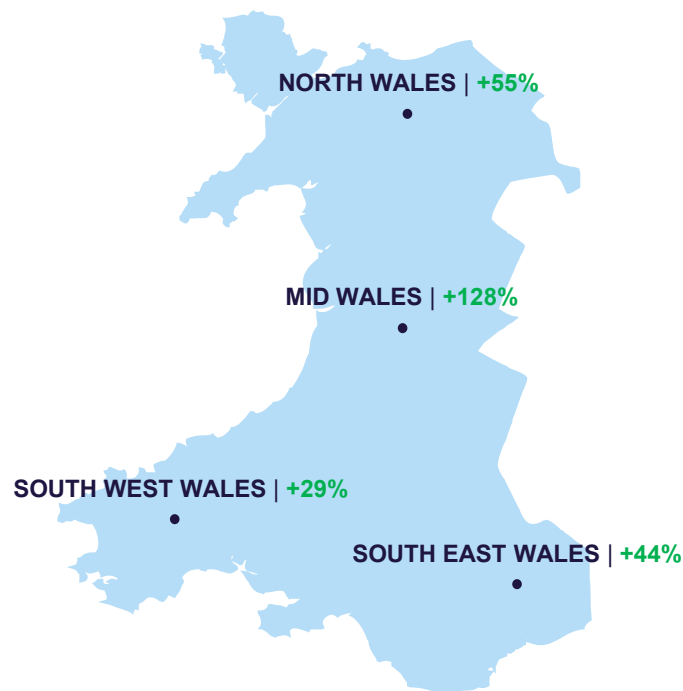 NORTH WALES | +55%
MID WALES | +128%
SOUTH WEST WALES | +29%
SOUTH EAST WALES | +44%